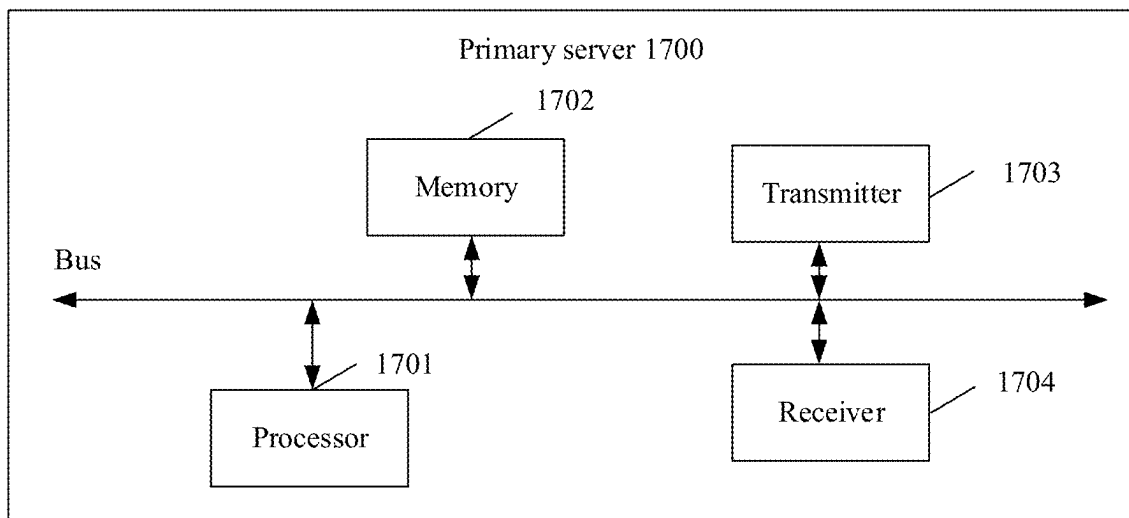 Primary server 1700
1702
Memory
1703
Transmitter
Bus
1701
Processor
1704
Receiver